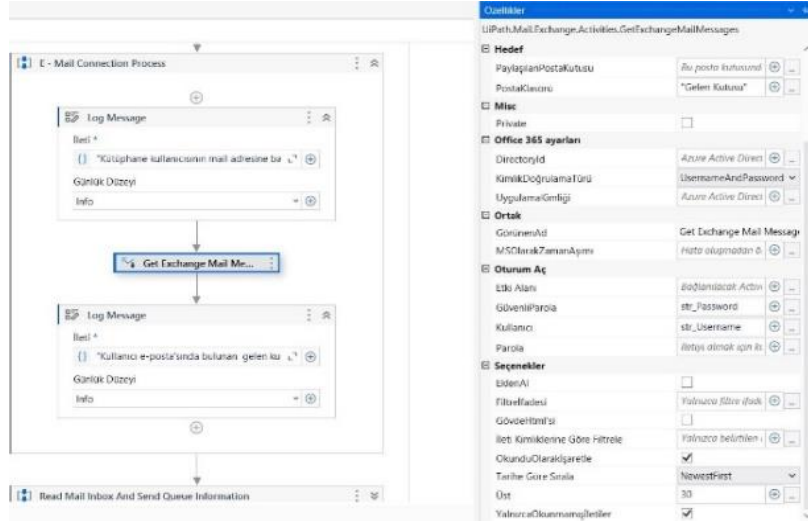 E - Mail Connection Process
Log Message
İleti *
"Kütüphane kullanıcısının mail adresine ba
Günlük Düzeyi
Info
Get Exchange Mail Me...
Log Message
İleti *
"Kullanıcı e-posta'sında bulunan gelen ku
Günlük Düzeyi
Info
Read Mail Inbox And Send Queue Information
Özellikler
UiPath.Mail.Exchange.Activities.GetExchangeMailMessages
Hedef
PaylaşılanPostaKutusu Bu posta kutusund
PostaKlasörü "Gelen Kutusu"
Misc
Private
Office 365 ayarları
DirectoryId Azure Active Direct
KimlikDoğrulamaTürü UsernameAndPassword
UygulamaKimliği Azure Active Direct
Ortak
GörünenAd Get Exchange Mail Message
MSOlarakZamanAşımı Hata oluşmadan ö
Oturum Aç
Etki Alanı Bağlanılacak Activ
GüvenliParola str_Password
Kullanıcı str_Username
Parola İletiyi almak için k
Seçenekler
EldenAl
Filtreİfadesi Yalnızca filtre ifade
GövdeHtml'si
İleti Kimliklerine Göre Filtrele Yalnızca belirtilen
OkunduOlarakİşaretle
Tarihe Göre Sırala NewestFirst
Üst 30
YalnızcaOkunmamışİletiler